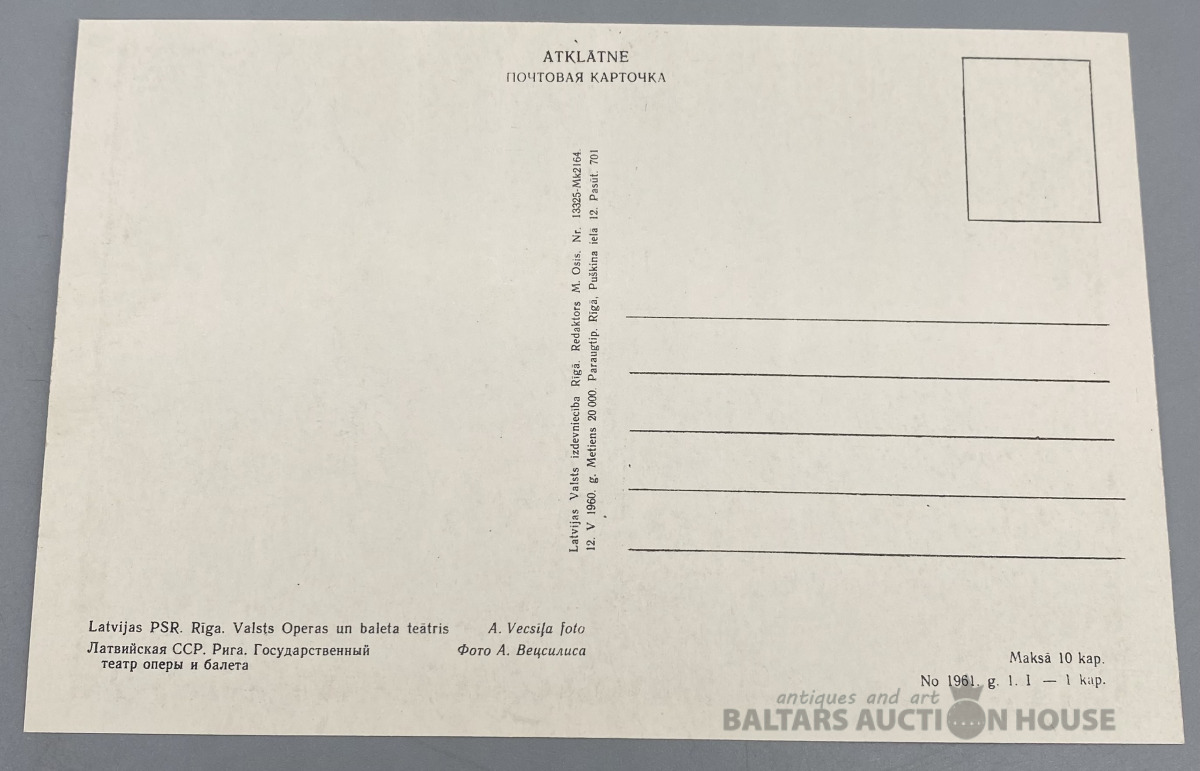 ATKLĀTNE
ПОЧТОВАЯ КАРТОЧКА
Latvijas Valsts izdevniecība Rīgā. Redaktors M. Osis. Nr. 13325-Mk2164.
12. V 1960. g. Metiens 20 000. Paraugtip. Rīgā, Puškina ielā 12. Pasūt. 701
Latvijas PSR. Rīga. Valsts Operas un baleta teātris A. Vecsiļa foto
Латвийская ССР. Рига. Государственный Фото А. Вецсилиса
театр оперы и балета
Maksā 10 kap.
No 1961. g. 1. I — 1 kap.
antiques and art
BALTARS AUCTION HOUSE